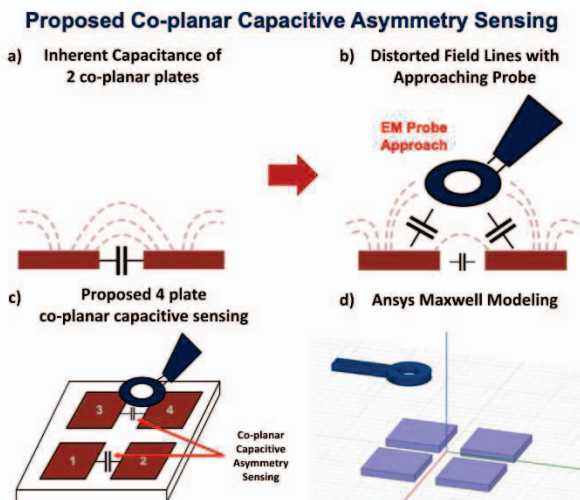 Proposed Co-planar Capacitive Asymmetry Sensing
a) Inherent Capacitance of
2 co-planar plates
b) Distorted Field Lines with
Approaching Probe
EM Probe
Approach
c) Proposed 4 plate
co-planar capacitive sensing
3
4
1
2
Co-planar
Capacitive
Asymmetry
Sensing
d) Ansys Maxwell Modeling